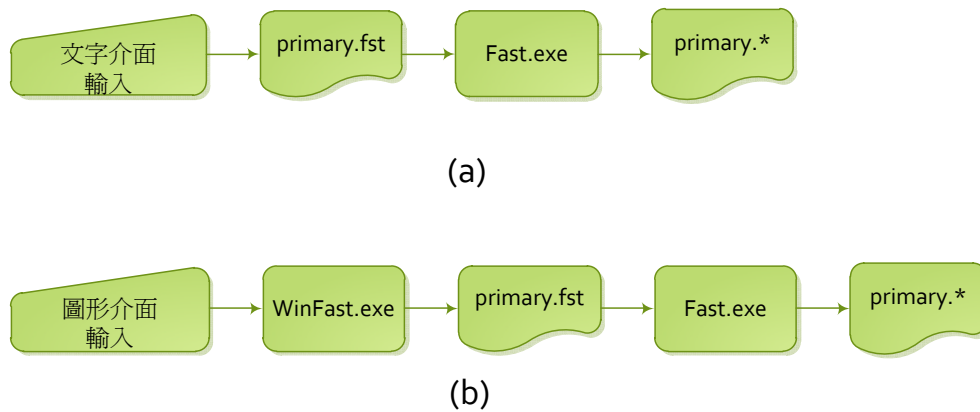 文字介面
輸入
primary.fst
Fast.exe
primary.*
(a)
圖形介面
輸入
WinFast.exe
primary.fst
Fast.exe
primary.*
(b)